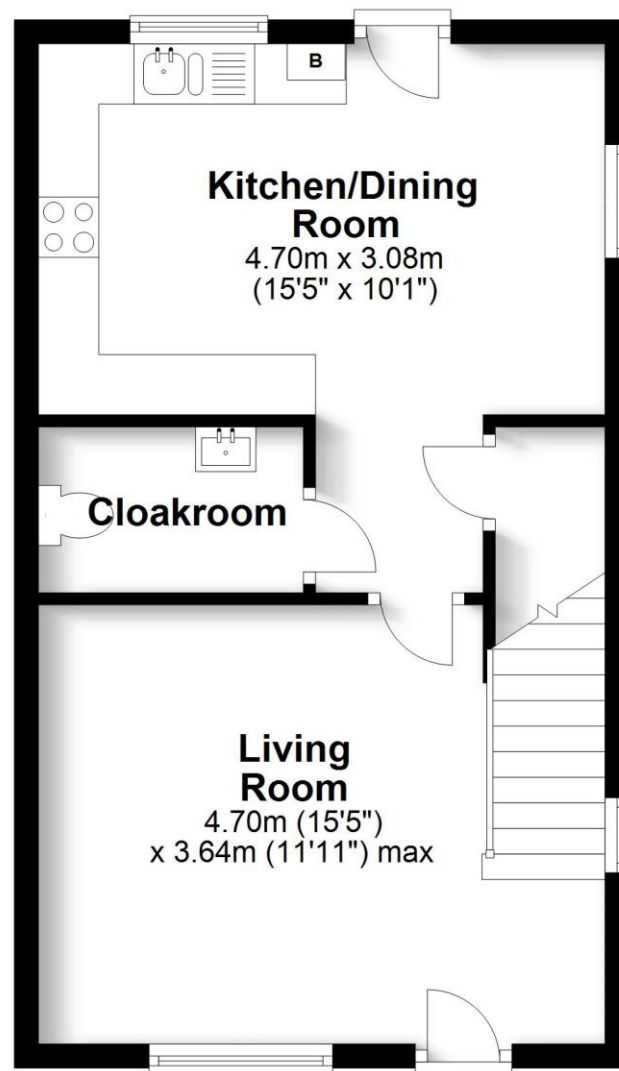 B
Kitchen/Dining
Room
4.70m x 3.08m
(15'5" x 10'1")
Cloakroom
Living
Room
4.70m (15'5")
x 3.64m (11'11") max